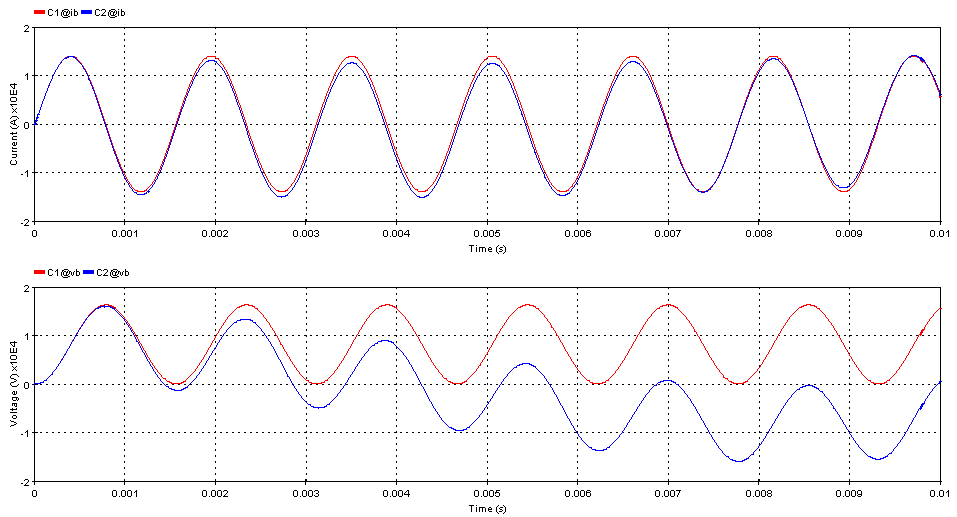 C1@ib C2@ib
2
1
0
-1
-2
Current (A) x10E4
0 0.001 0.002 0.003 0.004 0.005 0.006 0.007 0.008 0.009 0.01
Time (s)
C1@vb C2@vb
2
1
0
-1
-2
Voltage (V) x10E4
0 0.001 0.002 0.003 0.004 0.005 0.006 0.007 0.008 0.009 0.01
Time (s)